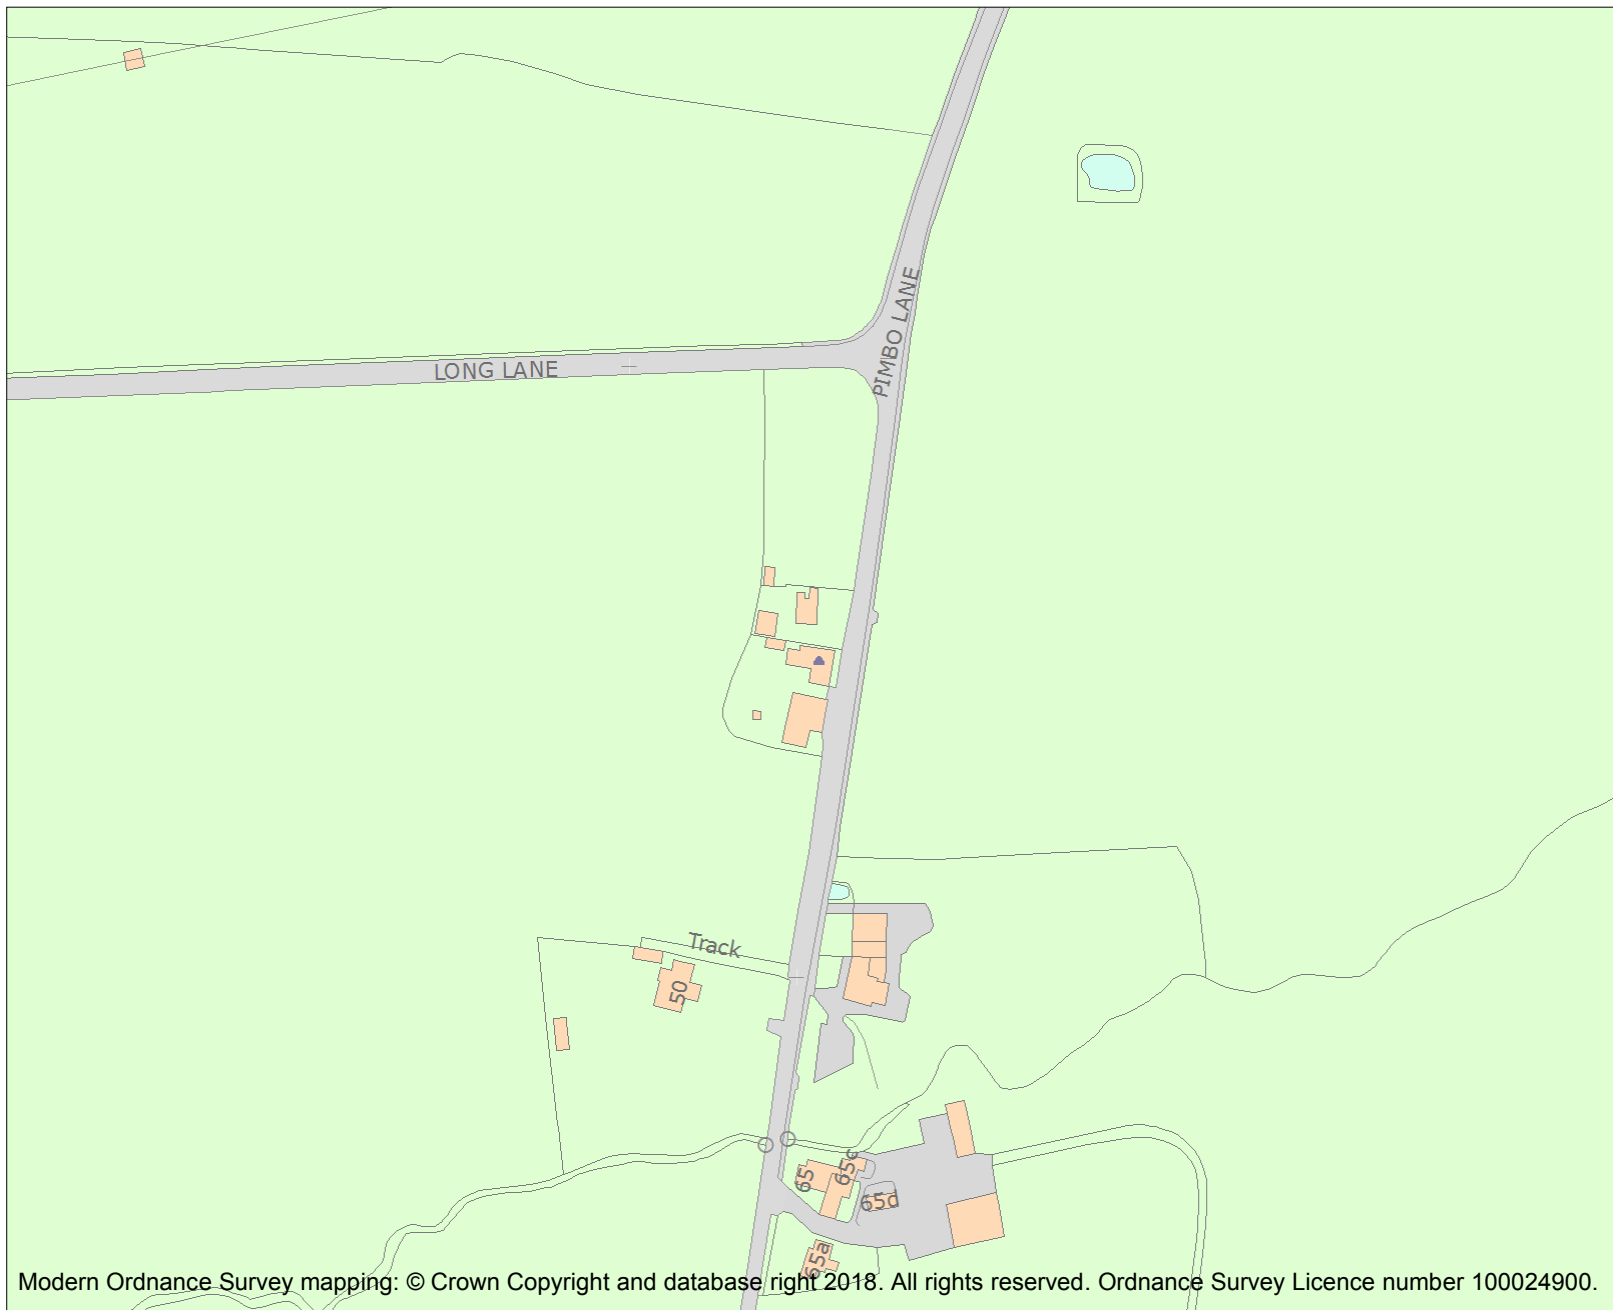 PIMBO LANE
LONG LANE
Track
50
65
65c
65d
65a
Modern Ordnance Survey mapping: © Crown Copyright and database right 2018. All rights reserved. Ordnance Survey Licence number 100024900.